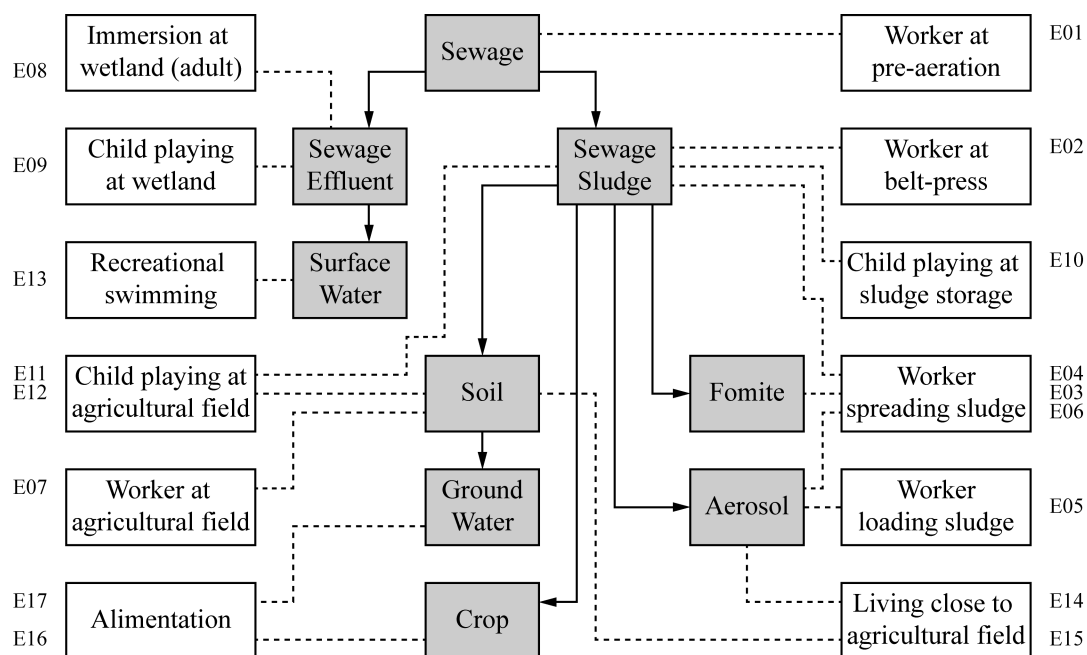 Immersion at
wetland (adult)
E08
Sewage
Worker at
pre-aeration
E01
E09
Child playing
at wetland
Sewage
Effluent
Sewage
Sludge
Worker at
belt-press
E02
E13
Recreational
swimming
Surface
Water
Child playing at
sludge storage
E10
E11
E12
Child playing at
agricultural field
Soil
Fomite
Worker
spreading sludge
E04
E03
E06
E07
Worker at
agricultural field
Ground
Water
Aerosol
Worker
loading sludge
E05
E17
E16
Alimentation
Crop
Living close to
agricultural field
E14
E15